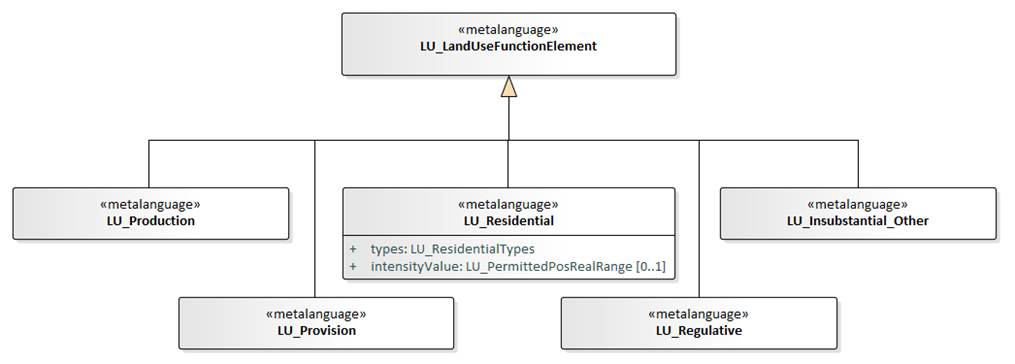 «metalanguage»
LU_LandUseFunctionElement
«metalanguage»
LU_Production
«metalanguage»
LU_Residential
+ types: LU_ResidentialTypes
+ intensityValue: LU_PermittedPosRealRange [0..1]
«metalanguage»
LU_Insubstantial_Other
«metalanguage»
LU_Provision
«metalanguage»
LU_Regulative